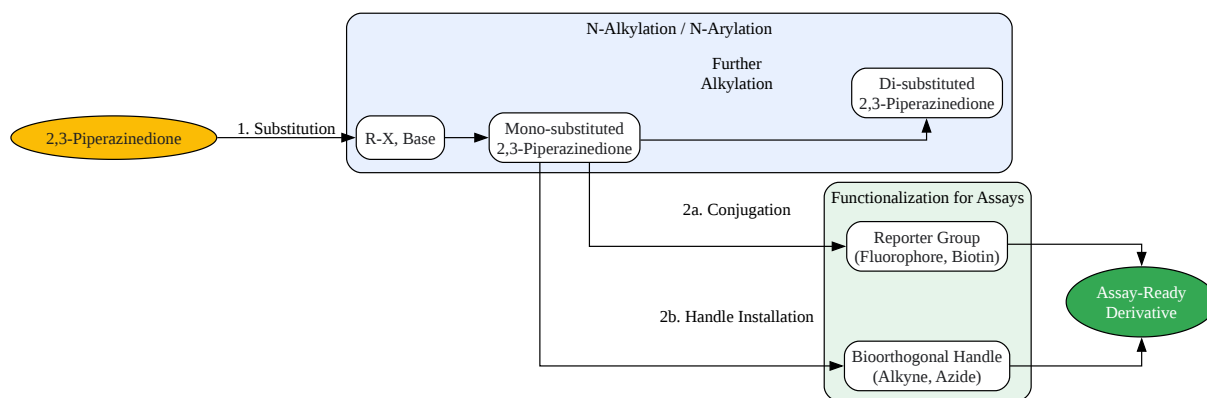 N-Alkylation / N-Arylation
Further
Alkylation
Di-substituted
2,3-Piperazinedione
2,3-Piperazinedione
1. Substitution
R-X, Base
Mono-substituted
2,3-Piperazinedione
Functionalization for Assays
2a. Conjugation
Reporter Group
(Fluorophore, Biotin)
Assay-Ready
Derivative
2b. Handle Installation
Bioorthogonal Handle
(Alkyne, Azide)